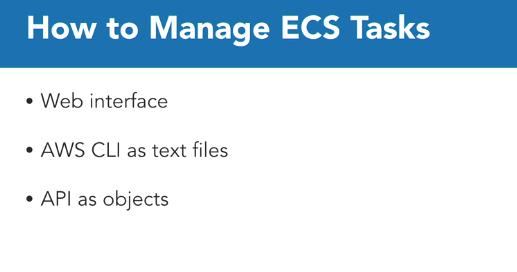 How to Manage ECS Tasks
• Web interface
• AWS CLI as text files
• API as objects